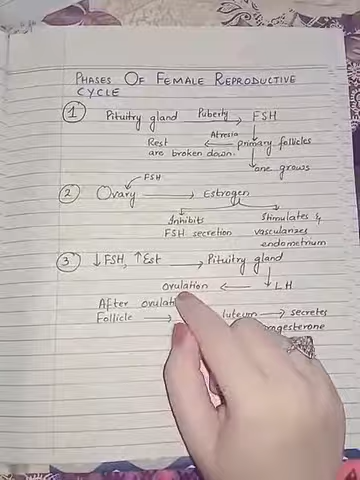 PHASES OF FEMALE REPRODUCTIVE
CYCLE
1 Pituitry gland Puberty → FSH
Atresia
Rest ← primary follicles
are broken down. one grows
FSH
2 Ovary → Estrogen
Inhibits Stimulates &
FSH secretion vascularizes
endometrium
3 ↓FSH, ↑Est → Pituitry gland
ovulation ← LH
After
Follicle → luteum → secretes